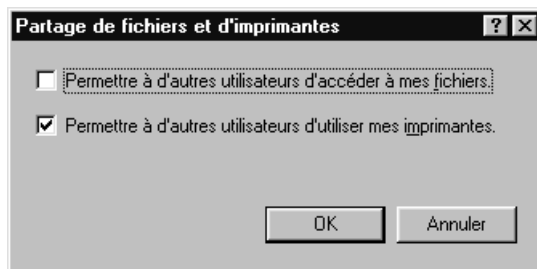 Partage de fichiers et d'imprimantes
Permettre à d'autres utilisateurs d'accéder à mes fichiers.
Permettre à d'autres utilisateurs d'utiliser mes imprimantes.
OK Annuler